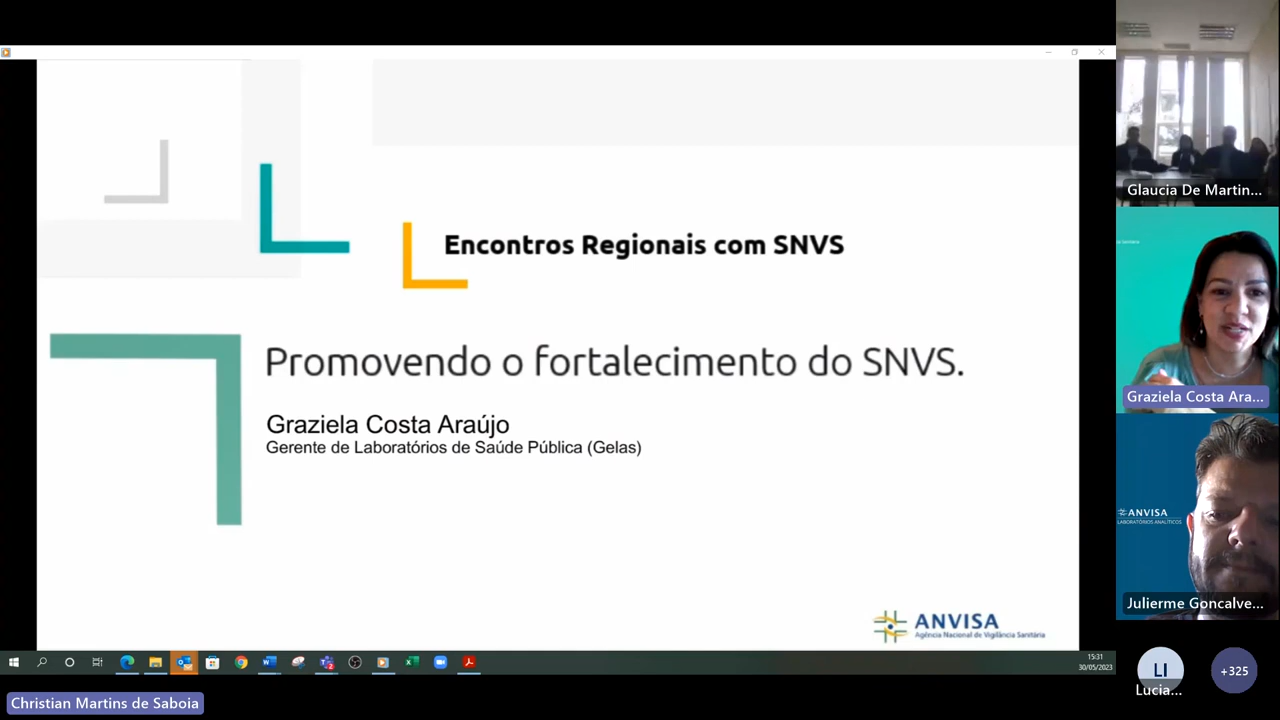 Encontros Regionais com SNVS
Promovendo o fortalecimento do SNVS.
Graziela Costa Araújo
Gerente de Laboratórios de Saúde Pública (Gelas)
ANVISA
Agência Nacional de Vigilância Sanitária
15:31
30/05/2023
Christian Martins de Saboia
Glaucia De Martin...
Graziela Costa Ara...
ANVISA
LABORATÓRIOS ANALÍTICOS
Julierme Goncalve...
LI
Lucia...
+325